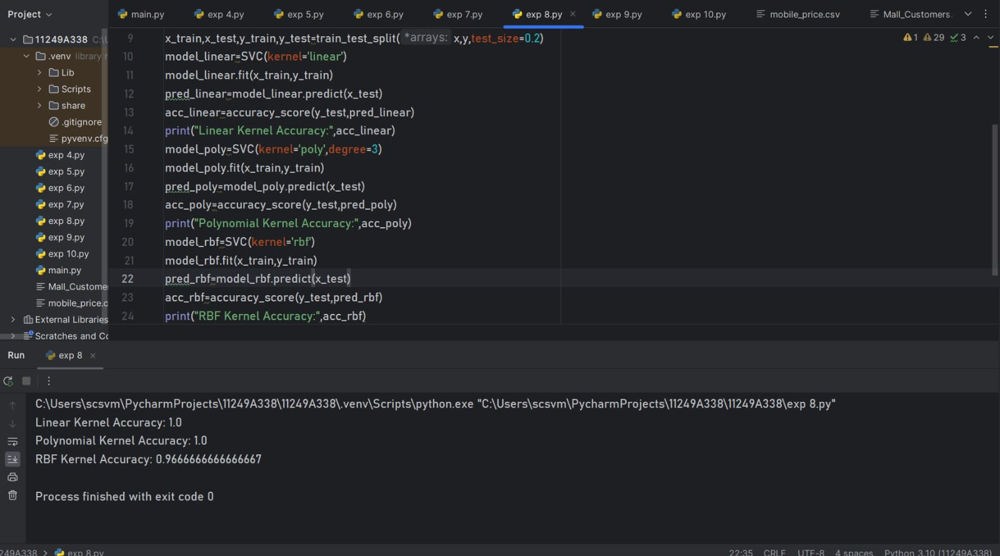 Project
main.py
exp 4.py
exp 5.py
exp 6.py
exp 7.py
exp 8.py
exp 9.py
exp 10.py
mobile_price.csv
Mall_Customers.
11249A338 C:\U
.venv library r
Lib
Scripts
share
.gitignore
pyvenv.cfg
exp 4.py
exp 5.py
exp 6.py
exp 7.py
exp 8.py
exp 9.py
exp 10.py
main.py
Mall_Custome
mobile_price.c
External Libraries
Scratches and Co
1 29 3
9 x_train,x_test,y_train,y_test=train_test_split( *arrays: x,y,test_size=0.2)
10 model_linear=SVC(kernel='linear')
11 model_linear.fit(x_train,y_train)
12 pred_linear=model_linear.predict(x_test)
13 acc_linear=accuracy_score(y_test,pred_linear)
14 print("Linear Kernel Accuracy:",acc_linear)
15 model_poly=SVC(kernel='poly',degree=3)
16 model_poly.fit(x_train,y_train)
17 pred_poly=model_poly.predict(x_test)
18 acc_poly=accuracy_score(y_test,pred_poly)
19 print("Polynomial Kernel Accuracy:",acc_poly)
20 model_rbf=SVC(kernel='rbf')
21 model_rbf.fit(x_train,y_train)
22 pred_rbf=model_rbf.predict(x_test)
23 acc_rbf=accuracy_score(y_test,pred_rbf)
24 print("RBF Kernel Accuracy:",acc_rbf)
Run exp 8
C:\Users\scsvm\PycharmProjects\11249A338\11249A338\.venv\Scripts\python.exe "C:\Users\scsvm\PycharmProjects\11249A338\11249A338\exp 8.py"
Linear Kernel Accuracy: 1.0
Polynomial Kernel Accuracy: 1.0
RBF Kernel Accuracy: 0.9666666666666667
Process finished with exit code 0
249A338 > exp 8.py
22:35 CRLF UTF-8 4 spaces Python 3.10 (11249A338)